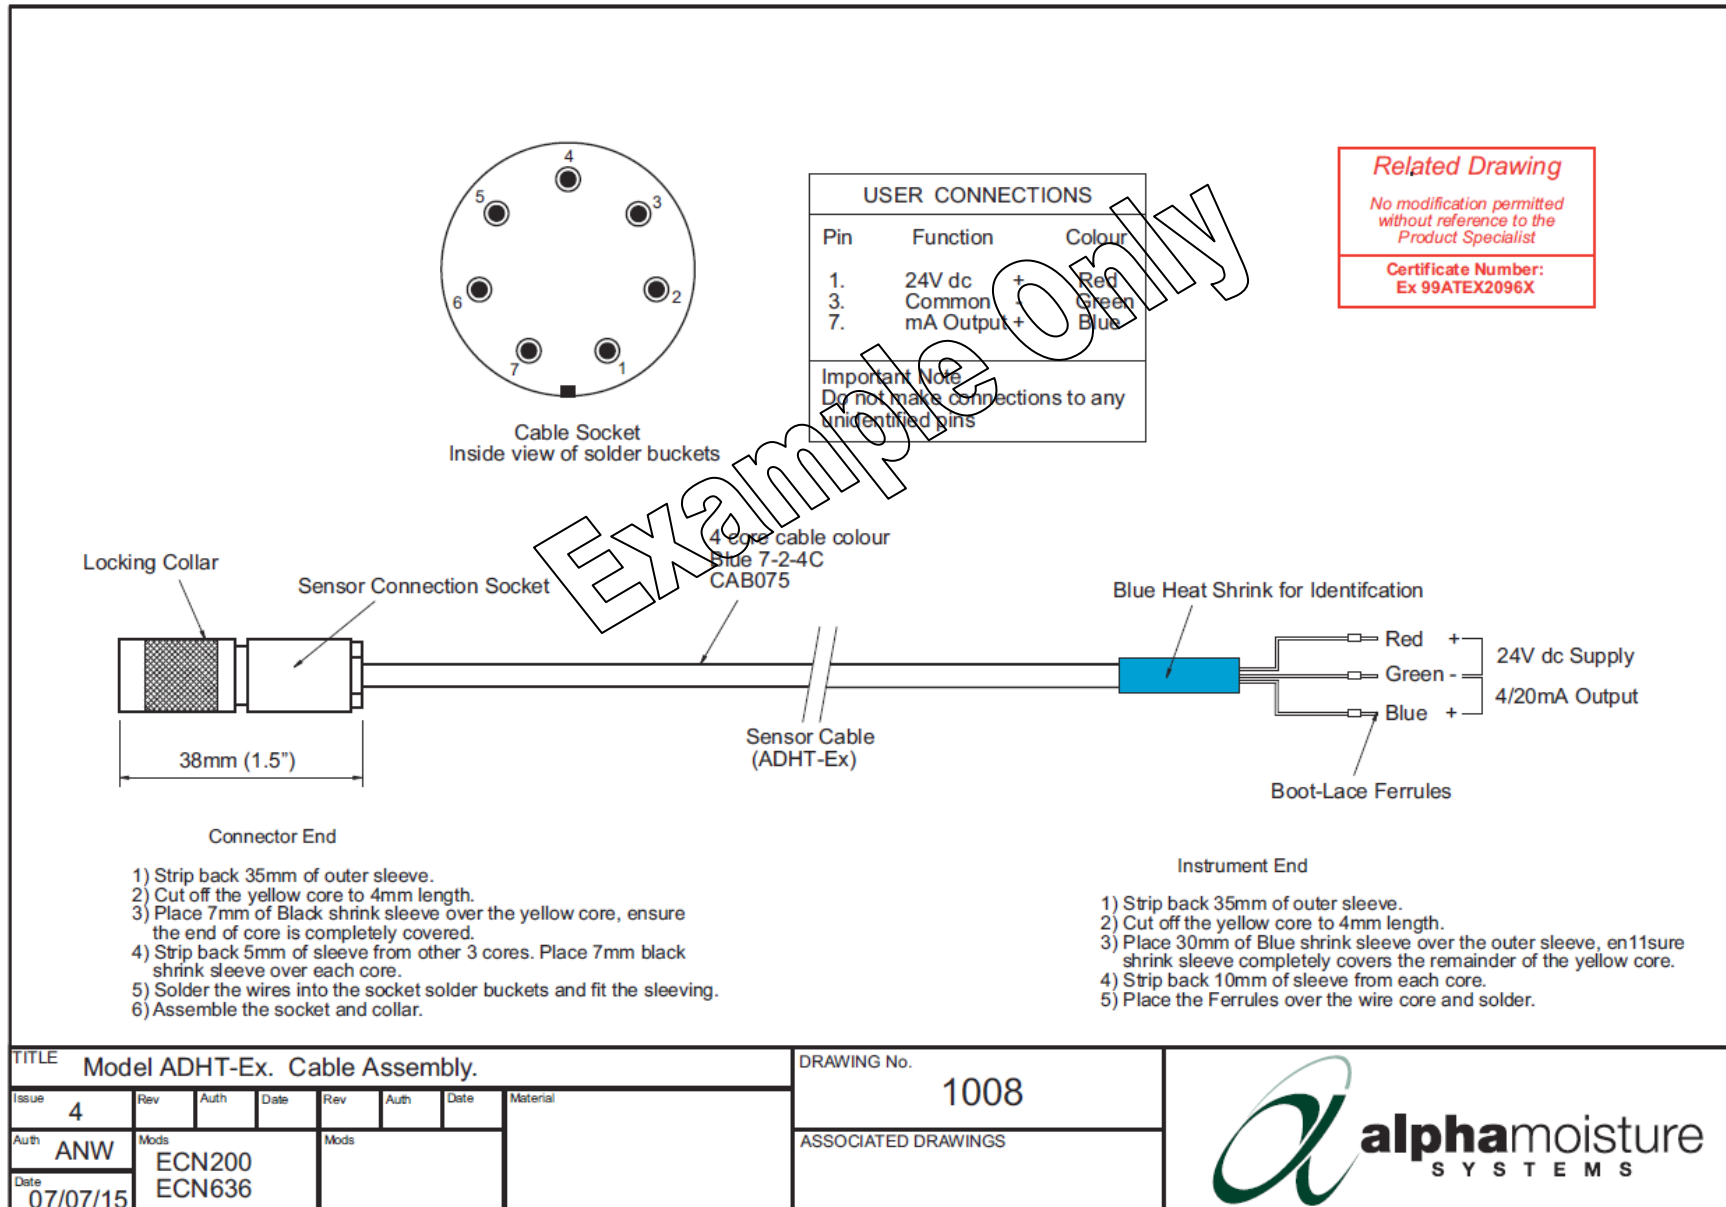 4
5
3
6
2
7
1
Cable Socket
Inside view of solder buckets
USER CONNECTIONS
Pin Function Colour
1. 24V dc + Red
3. Common - Green
7. mA Output + Blue
Important Note
Do not make connections to any
unidentified pins
Related Drawing
No modification permitted
without reference to the
Product Specialist
Certificate Number:
Ex 99ATEX2096X
Example Only
Locking Collar
Sensor Connection Socket
4 core cable colour
Blue 7-2-4C
CAB075
Blue Heat Shrink for Identifcation
Red +
Green -
Blue +
24V dc Supply
4/20mA Output
38mm (1.5”)
Sensor Cable
(ADHT-Ex)
Boot-Lace Ferrules
Connector End
1) Strip back 35mm of outer sleeve.
2) Cut off the yellow core to 4mm length.
3) Place 7mm of Black shrink sleeve over the yellow core, ensure
the end of core is completely covered.
4) Strip back 5mm of sleeve from other 3 cores. Place 7mm black
shrink sleeve over each core.
5) Solder the wires into the socket solder buckets and fit the sleeving.
6) Assemble the socket and collar.
Instrument End
1) Strip back 35mm of outer sleeve.
2) Cut off the yellow core to 4mm length.
3) Place 30mm of Blue shrink sleeve over the outer sleeve, en11sure
shrink sleeve completely covers the remainder of the yellow core.
4) Strip back 10mm of sleeve from each core.
5) Place the Ferrules over the wire core and solder.
TITLE Model ADHT-Ex. Cable Assembly.
Issue 4
Rev Auth Date Rev Auth Date Material
Auth ANW
Mods ECN200
ECN636
Mods
Date 07/07/15
DRAWING No.
1008
ASSOCIATED DRAWINGS
alphamoisture
SYSTEMS